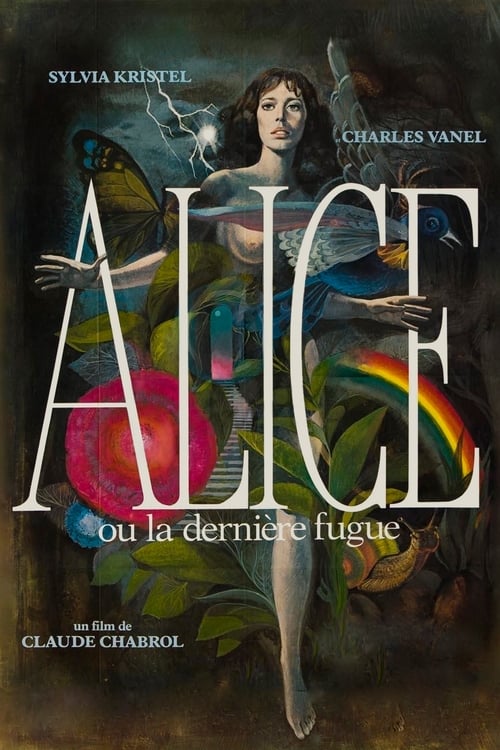 SYLVIA KRISTEL
CHARLES VANEL
ALICE
ou la dernière fugue
un film de
CLAUDE CHABROL